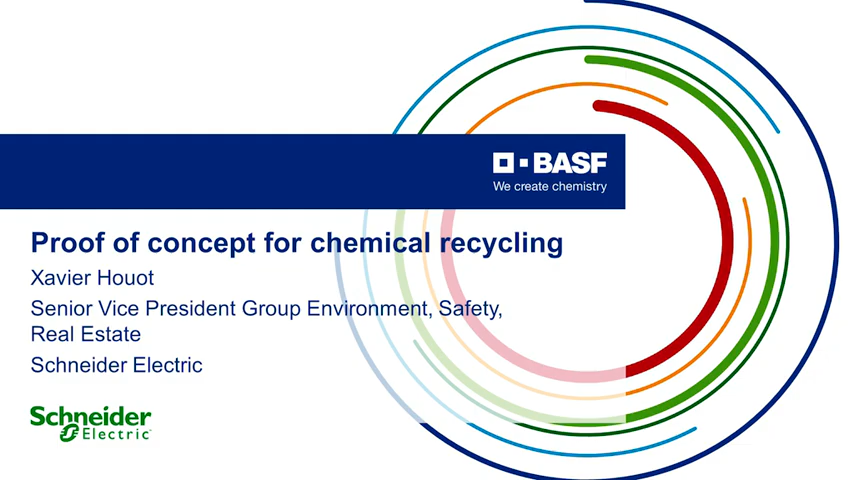 BASF
We create chemistry
Proof of concept for chemical recycling
Xavier Houot
Senior Vice President Group Environment, Safety,
Real Estate
Schneider Electric
Schneider
Electric